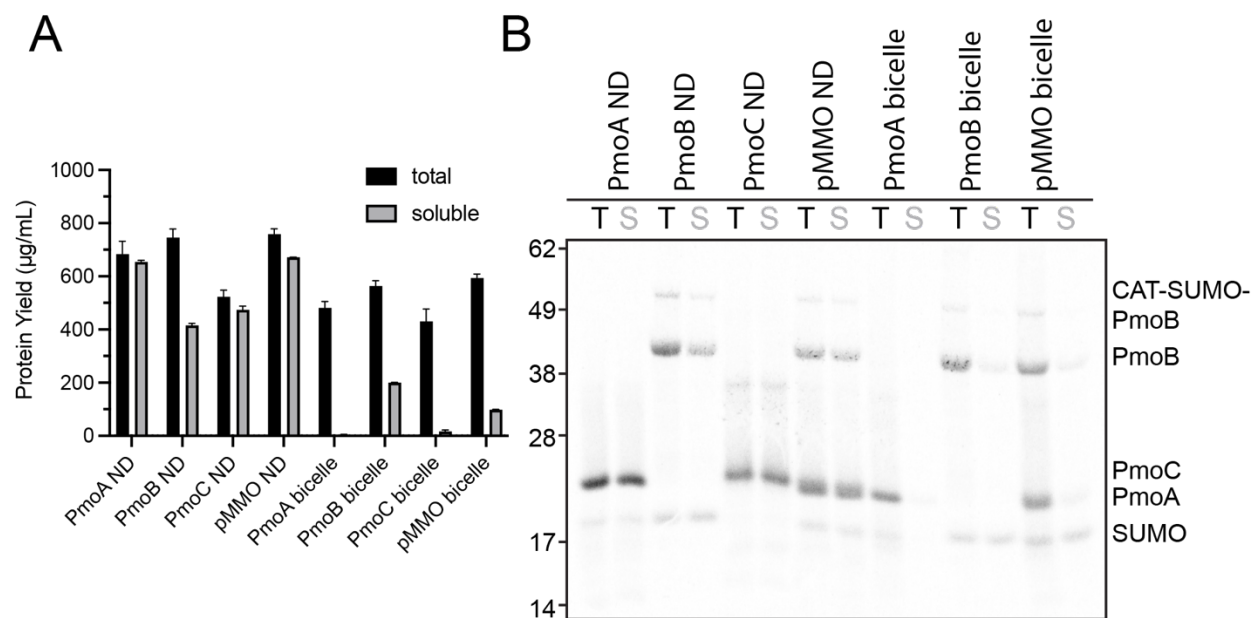 A
Protein Yield (µg/mL)
1000
800
600
400
200
0
total
soluble
PmoA ND
PmoB ND
PmoC ND
pMMO ND
PmoA bicelle
PmoB bicelle
PmoC bicelle
pMMO bicelle
B
PmoA ND
PmoB ND
PmoC ND
pMMO ND
PmoA bicelle
PmoB bicelle
pMMO bicelle
T S T S T S T S T S T S T S
62
49
38
28
17
14
CAT-SUMO-
PmoB
PmoB
PmoC
PmoA
SUMO